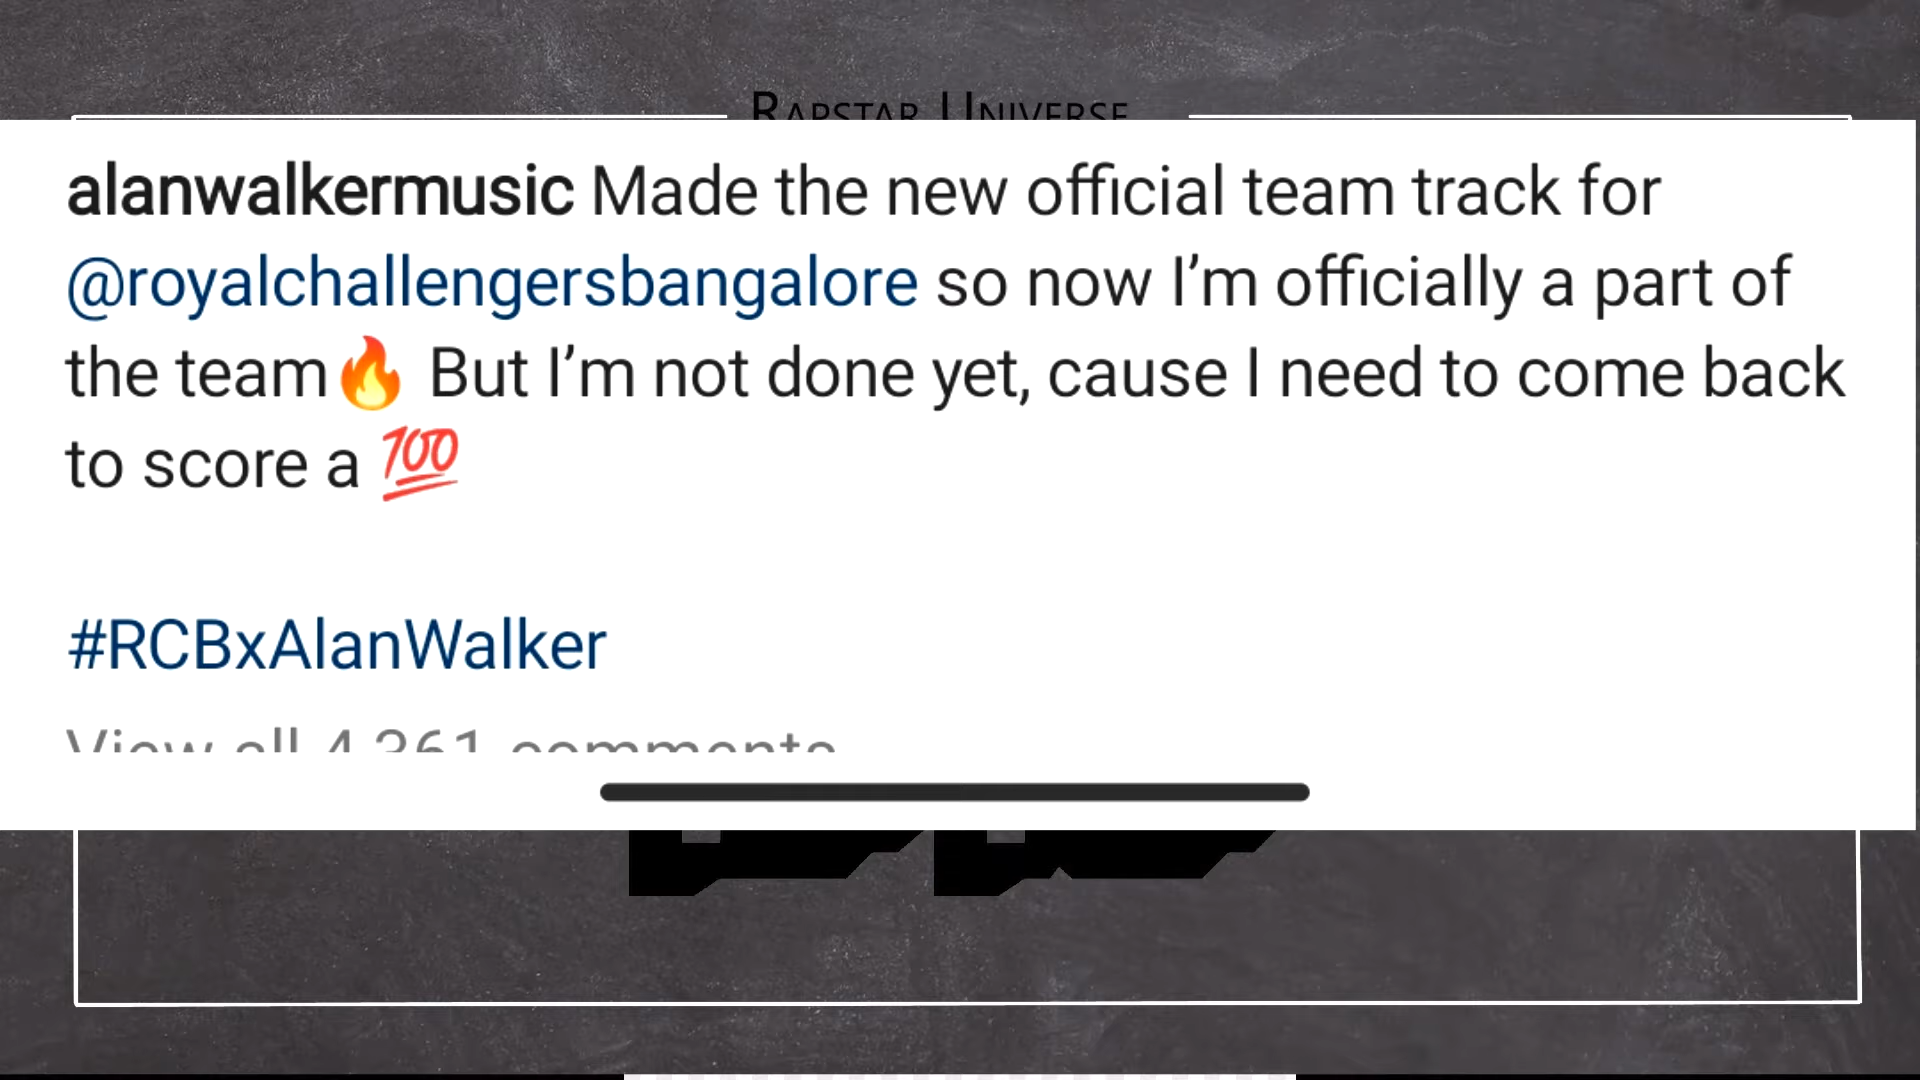 Rapstar Universe
alanwalkermusic Made the new official team track for
@royalchallengersbangalore so now I’m officially a part of
the team🔥 But I’m not done yet, cause I need to come back
to score a 💯
#RCBxAlanWalker
View all 4,361 comments